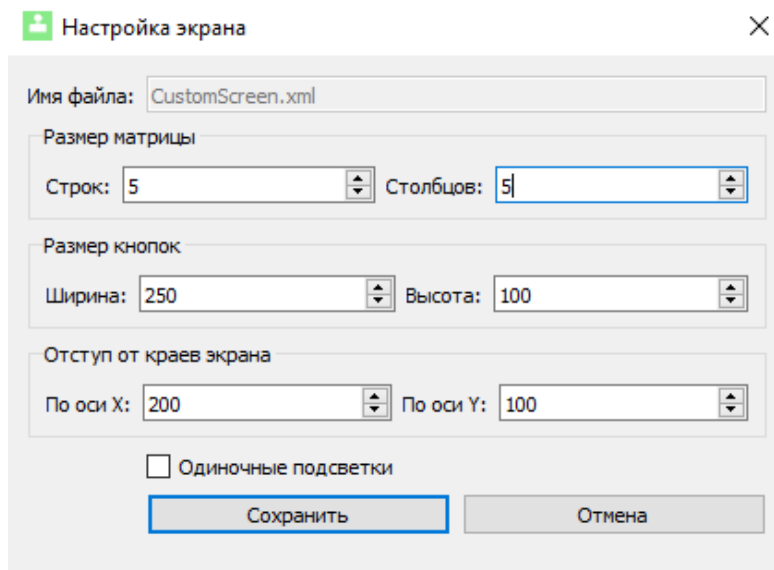 Настройка экрана
Имя файла: CustomScreen.xml
Размер матрицы
Строк: 5 Столбцов: 5
Размер кнопок
Ширина: 250 Высота: 100
Отступ от краев экрана
По оси X: 200 По оси Y: 100
Одиночные подсветки
Сохранить Отмена